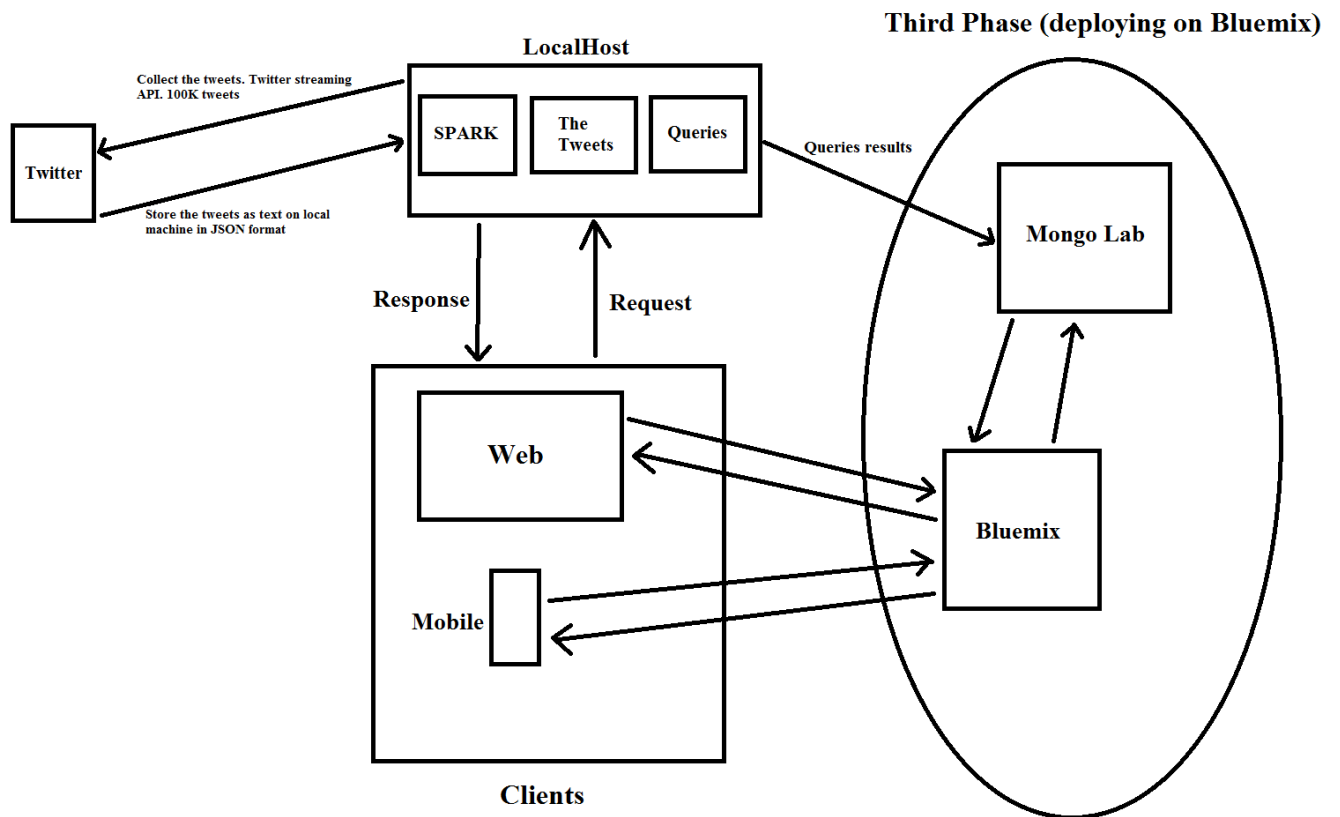 Third Phase (deploying on Bluemix)
LocalHost
Collect the tweets. Twitter streaming
API. 100K tweets
SPARK
The
Tweets
Queries
Twitter
Queries results
Store the tweets as text on local
machine in JSON format
Mongo Lab
Response
Request
Web
Bluemix
Mobile
Clients